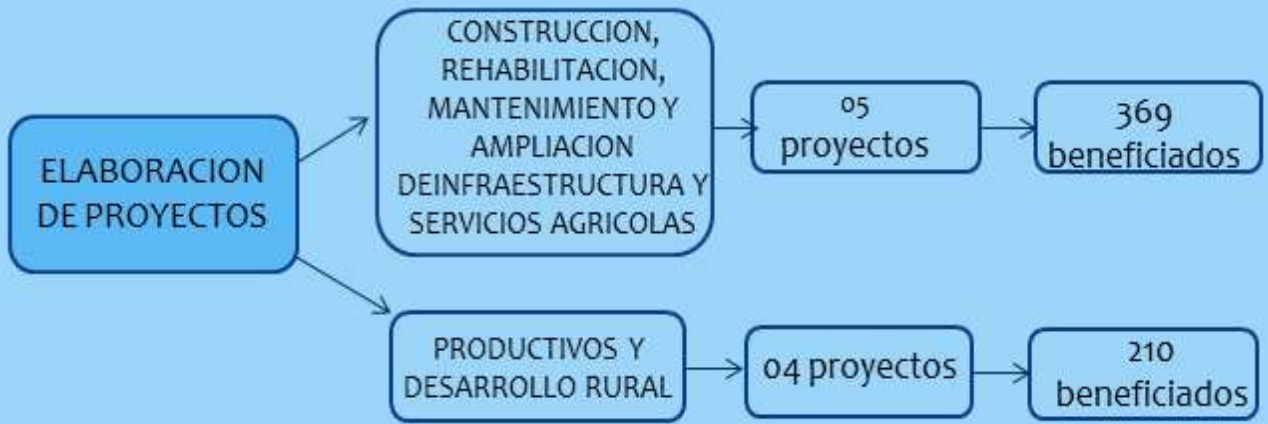 ELABORACION
DE PROYECTOS
CONSTRUCCION,
REHABILITACION,
MANTENIMIENTO Y
AMPLIACION
DEINFRAESTRUCTURA Y
SERVICIOS AGRICOLAS
05
proyectos
369
beneficiados
PRODUCTIVOS Y
DESARROLLO RURAL
04 proyectos
210
beneficiados